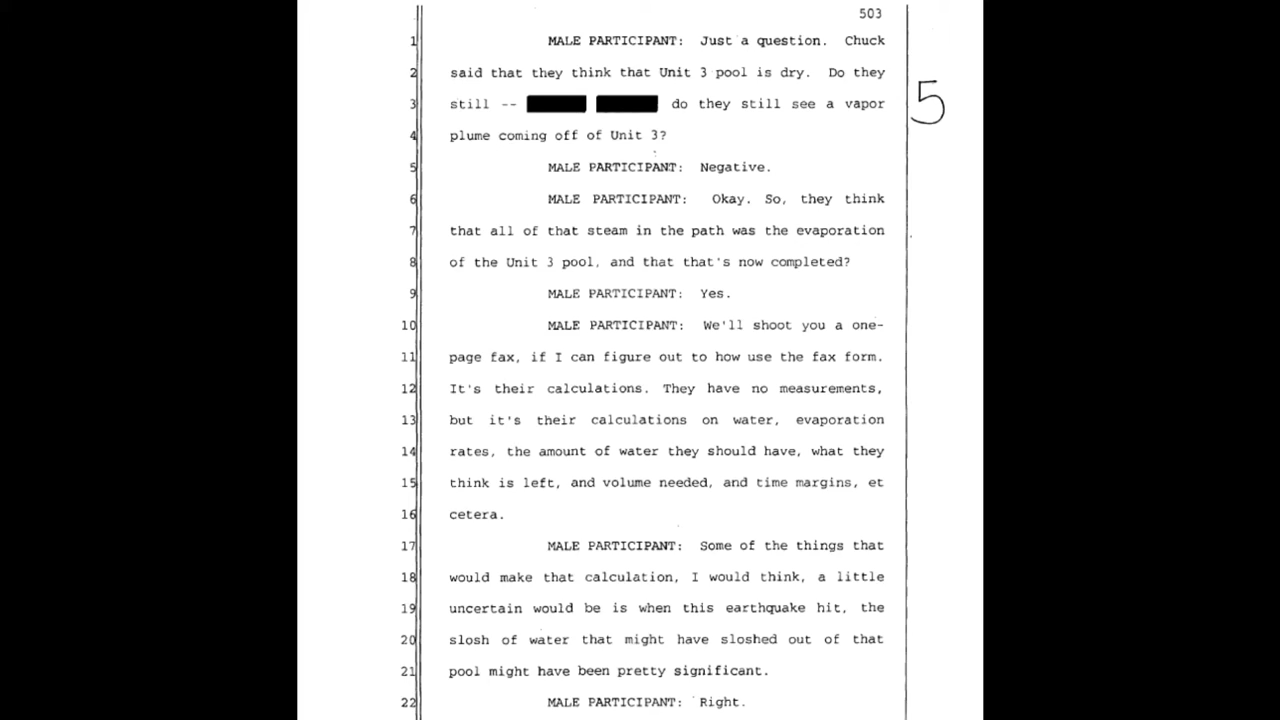 503
1 MALE PARTICIPANT: Just a question. Chuck
2 said that they think that Unit 3 pool is dry. Do they
3 still -- do they still see a vapor
5
4 plume coming off of Unit 3?
5 MALE PARTICIPANT: Negative.
6 MALE PARTICIPANT: Okay. So, they think
7 that all of that steam in the path was the evaporation
8 of the Unit 3 pool, and that that's now completed?
9 MALE PARTICIPANT: Yes.
10 MALE PARTICIPANT: We'll shoot you a one-
11 page fax, if I can figure out to how use the fax form.
12 It's their calculations. They have no measurements,
13 but it's their calculations on water, evaporation
14 rates, the amount of water they should have, what they
15 think is left, and volume needed, and time margins, et
16 cetera.
17 MALE PARTICIPANT: Some of the things that
18 would make that calculation, I would think, a little
19 uncertain would be is when this earthquake hit, the
20 slosh of water that might have sloshed out of that
21 pool might have been pretty significant.
22 MALE PARTICIPANT: Right.